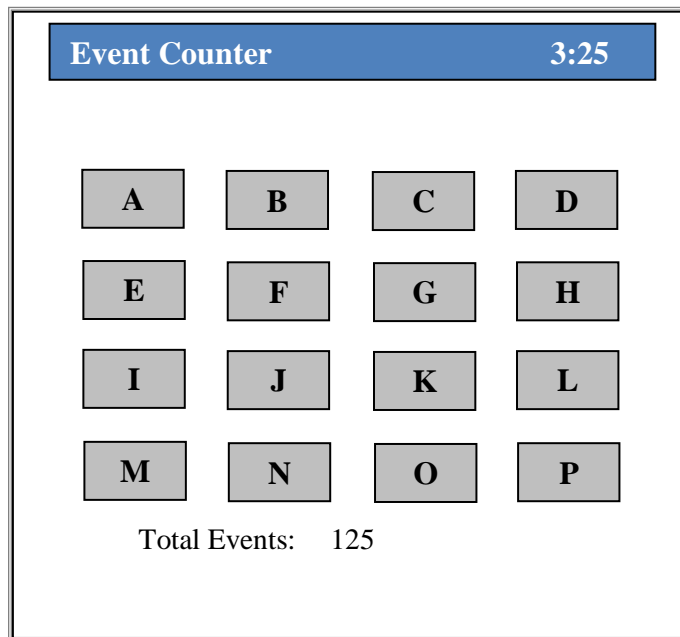 Event Counter 3:25
A B C D
E F G H
I J K L
M N O P
Total Events: 125